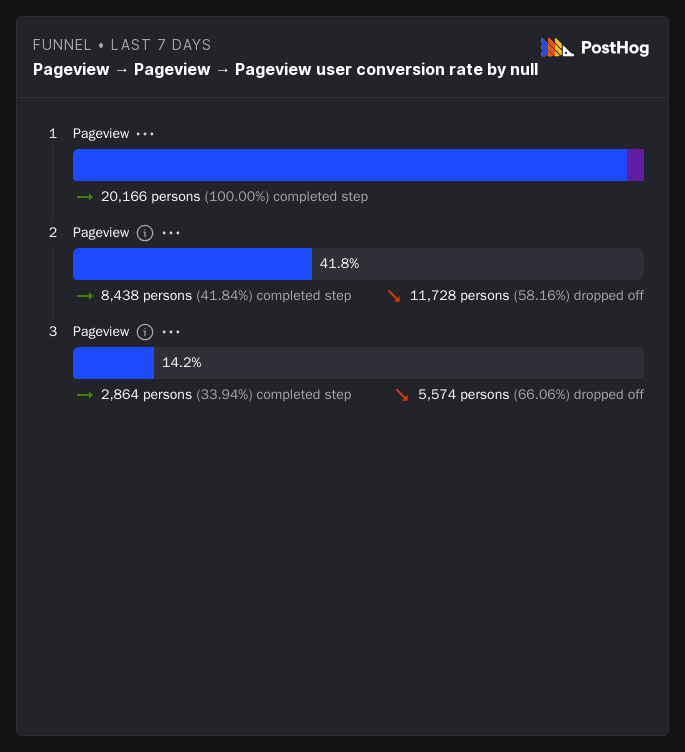 FUNNEL • LAST 7 DAYS
PostHog
Pageview → Pageview → Pageview user conversion rate by null
1 Pageview •••
→ 20,166 persons (100.00%) completed step
2 Pageview ⓘ •••
41.8%
→ 8,438 persons (41.84%) completed step ↘ 11,728 persons (58.16%) dropped off
3 Pageview ⓘ •••
14.2%
→ 2,864 persons (33.94%) completed step ↘ 5,574 persons (66.06%) dropped off